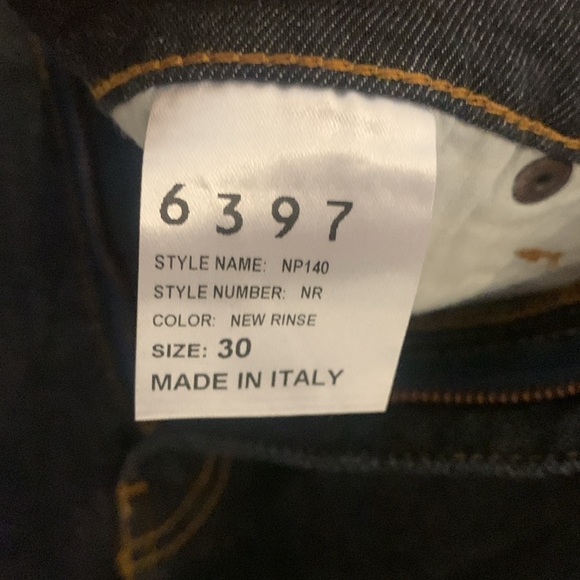 6397
STYLE NAME: NP140
STYLE NUMBER: NR
COLOR: NEW RINSE
SIZE: 30
MADE IN ITALY